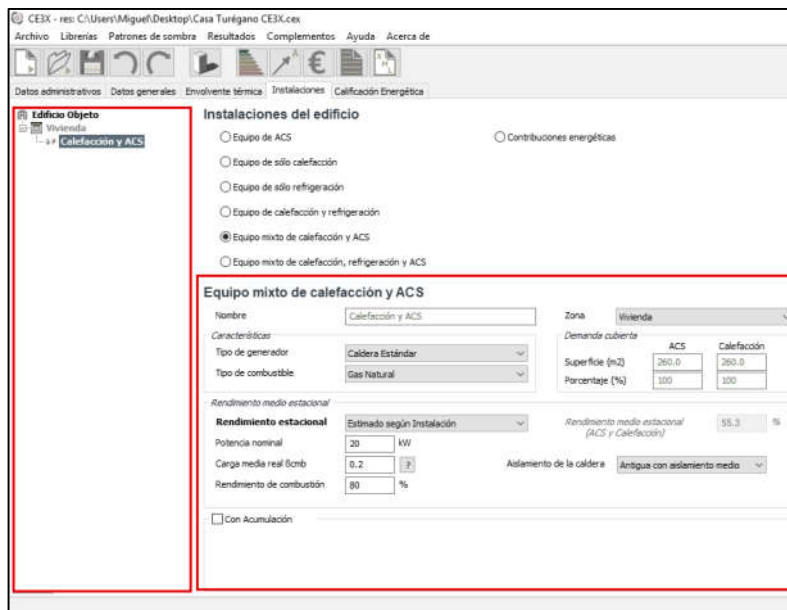 CE3X - res: C:\Users\Miguel\Desktop\Casa Turégano CE3X.cex
Archivo Librerías Patrones de sombra Resultados Complementos Ayuda Acerca de
Datos administrativos Datos generales Envolvente térmica Instalaciones Calificación Energética
Edificio Objeto
Vivienda
Calefacción y ACS
Instalaciones del edificio
Equipo de ACS Contribuciones energéticas
Equipo de sólo calefacción
Equipo de sólo refrigeración
Equipo de calefacción y refrigeración
Equipo mixto de calefacción y ACS
Equipo mixto de calefacción, refrigeración y ACS
Equipo mixto de calefacción y ACS
Nombre Calefacción y ACS Zona Vivienda
Características Demanda cubierta
ACS Calefacción
Tipo de generador Caldera Estándar
Superficie (m2) 260.0 260.0
Tipo de combustible Gas Natural
Porcentaje (%) 100 100
Rendimiento medio estacional
Rendimiento estacional Estimado según Instalación Rendimiento medio estacional (ACS y Calefacción) 55.3 %
Potencia nominal 20 kW
Carga media real ßcmb 0.2 ? Aislamiento de la caldera Antigua con aislamiento medio
Rendimiento de combustión 80 %
Con Acumulación